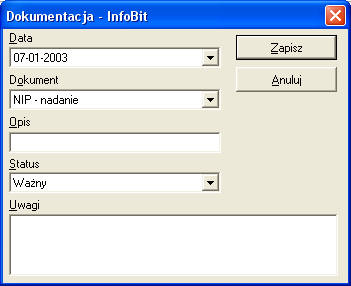 Dokumentacja - InfoBit
Data
07-01-2003
Zapisz
Dokument
Anuluj
NIP - nadanie
Opis
Status
Ważny
Uwagi